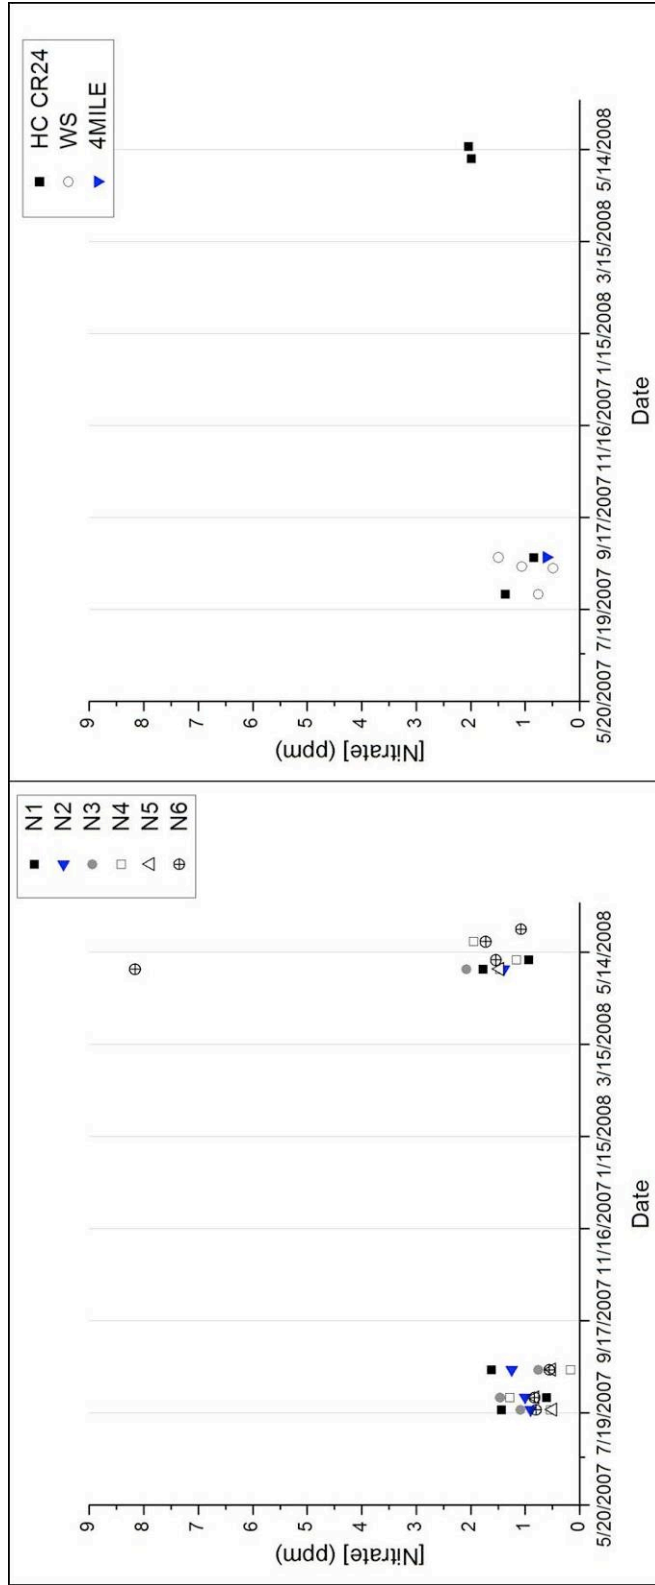 N1
N2
N3
N4
N5
N6
9
8
7
6
5
4
3
2
1
0
[Nitrate] (ppm)
5/20/2007 7/19/2007 9/17/2007 11/16/2007 1/15/2008 3/15/2008 5/14/2008
Date
HC CR24
WS
4MILE
9
8
7
6
5
4
3
2
1
0
[Nitrate] (ppm)
5/20/2007 7/19/2007 9/17/2007 11/16/2007 1/15/2008 3/15/2008 5/14/2008
Date